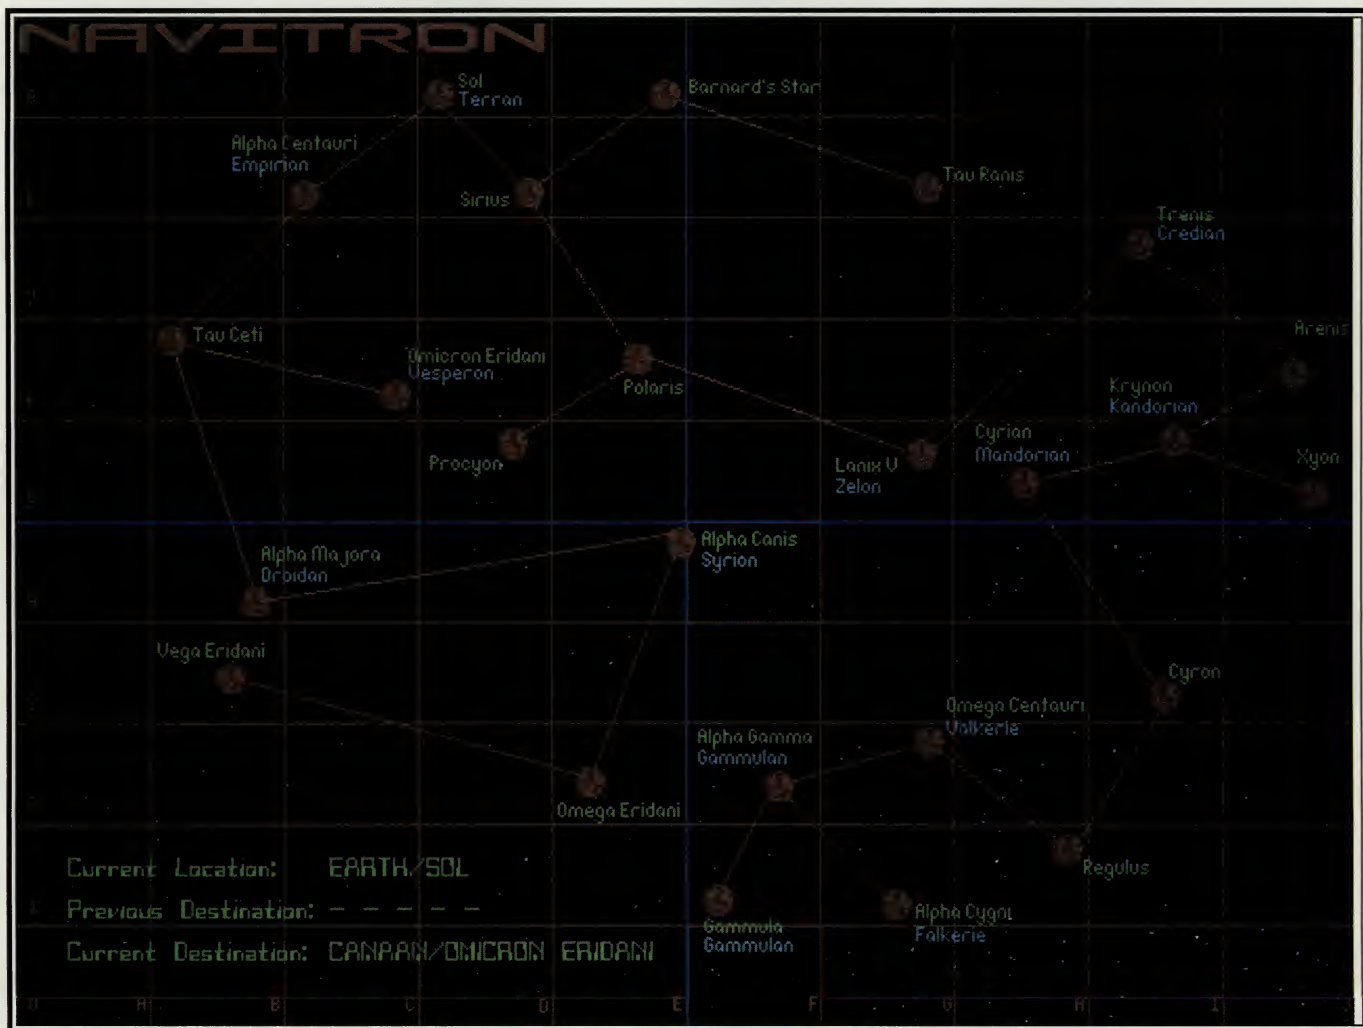 NAVITRON
Sol
Terran
Barnard's Star
Alpha Centauri
Empirian
Sirius
Tau Ranis
Trenis
Credian
Tau Ceti
Omicron Eridani
Vesperon
Polaris
Arenis
Krynon
Kandorian
Procyon
Lanix V
Zelon
Cyrian
Mandorian
Xyon
Alpha Majora
Droidan
Alpha Canis
Syrion
Vega Eridani
Cyron
Omega Centauri
Valkerie
Alpha Gamma
Gammulan
Omega Eridani
Regulus
Gammula
Gammulan
Alpha Cygni
Falkerie
Current Location: EARTH/SOL
Previous Destination: - - - - -
Current Destination: CANAAN/OMICRON ERIDANI
0 A B C D E F G H I